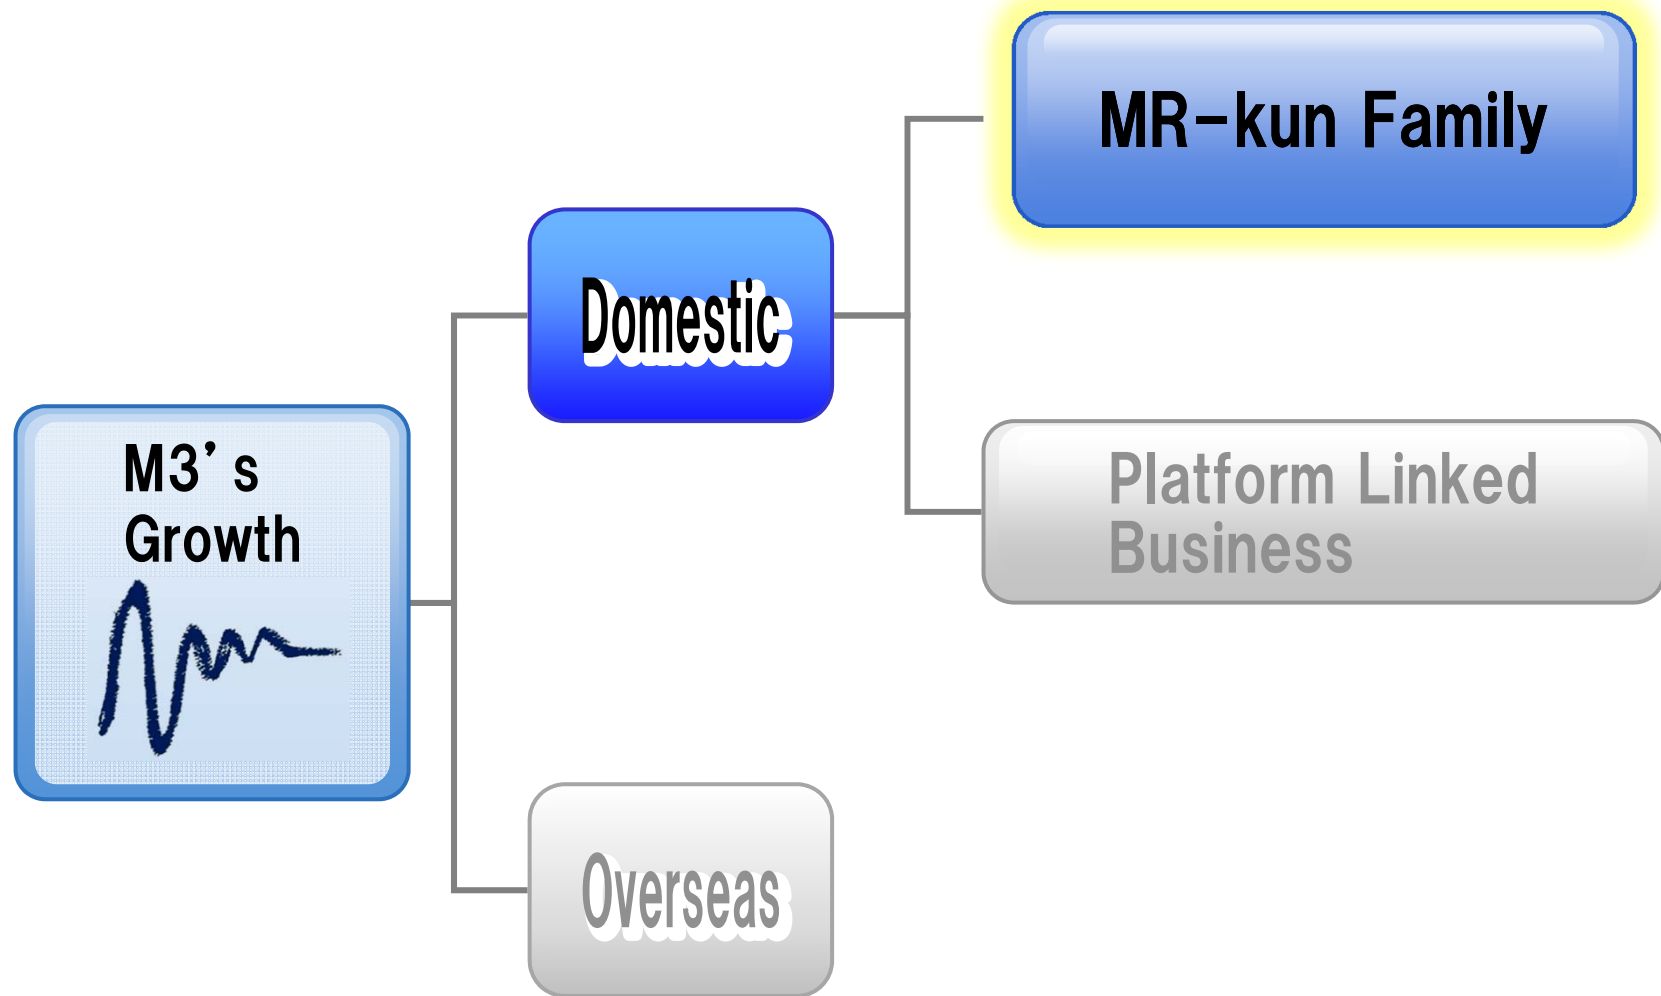 MR-kun Family
Domestic
M3's
Growth
Platform Linked
Business
Overseas